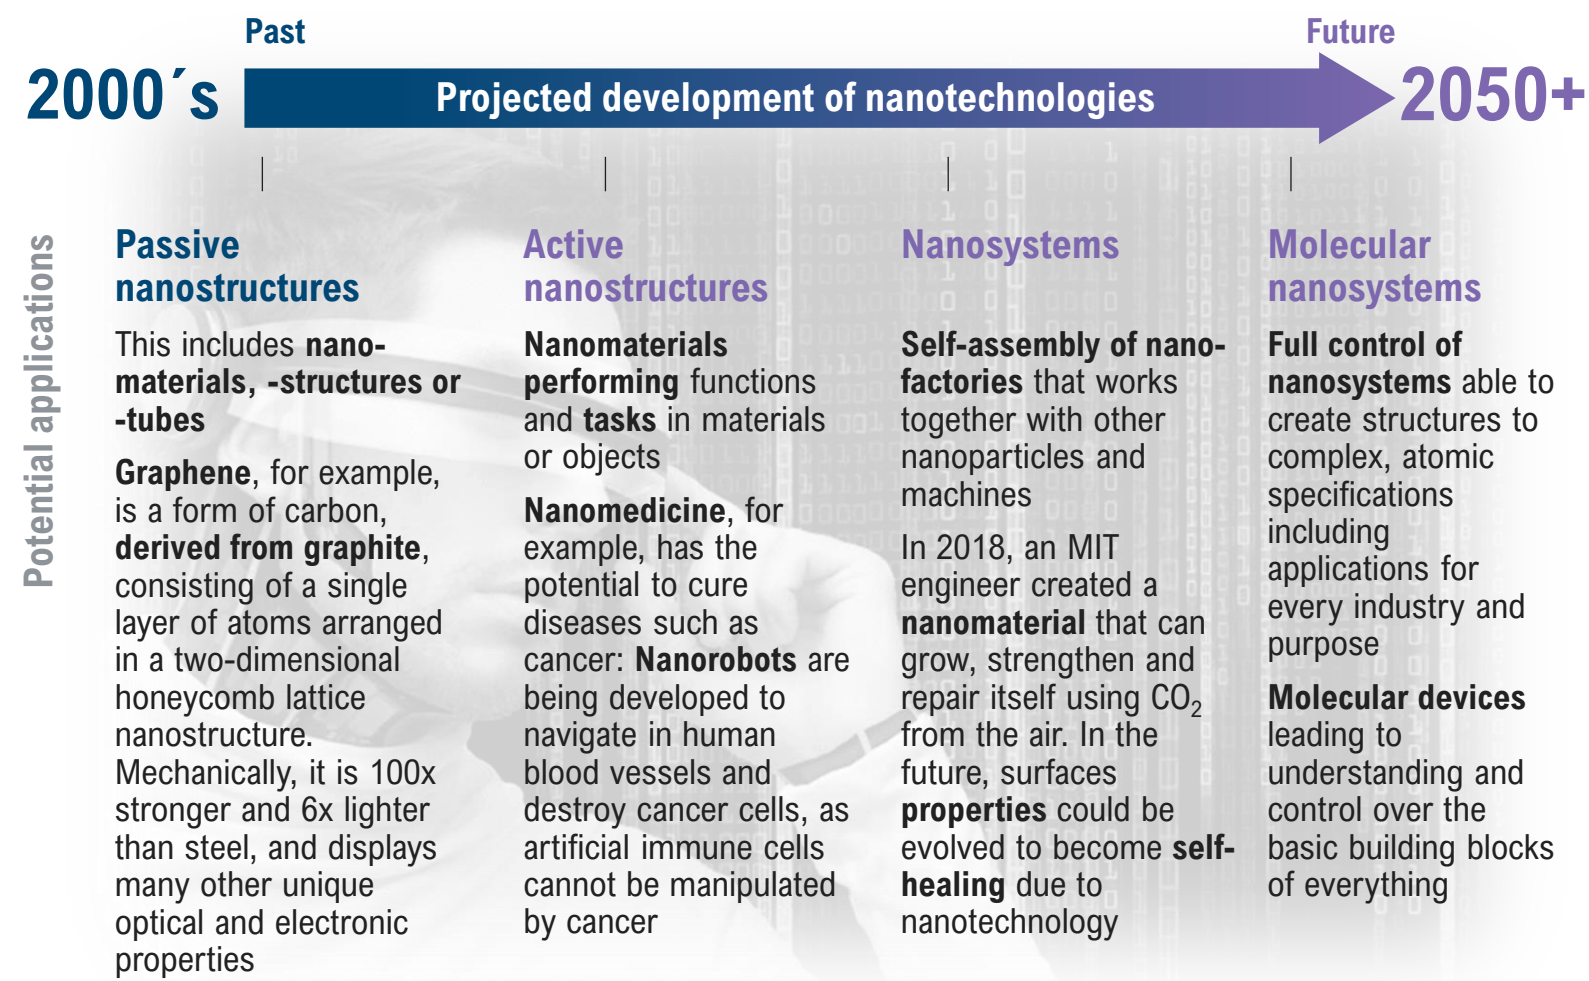 Past
Future
2000´s
Projected development of nanotechnologies
2050+
Potential applications
Passive
nanostructures
This includes nano-
materials, -structures or
-tubes
Graphene, for example,
is a form of carbon,
derived from graphite,
consisting of a single
layer of atoms arranged
in a two-dimensional
honeycomb lattice
nanostructure.
Mechanically, it is 100x
stronger and 6x lighter
than steel, and displays
many other unique
optical and electronic
properties
Active
nanostructures
Nanomaterials
performing functions
and tasks in materials
or objects
Nanomedicine, for
example, has the
potential to cure
diseases such as
cancer: Nanorobots are
being developed to
navigate in human
blood vessels and
destroy cancer cells, as
artificial immune cells
cannot be manipulated
by cancer
Nanosystems
Self-assembly of nano-
factories that works
together with other
nanoparticles and
machines
In 2018, an MIT
engineer created a
nanomaterial that can
grow, strengthen and
repair itself using CO₂
from the air. In the
future, surfaces
properties could be
evolved to become self-
healing due to
nanotechnology
Molecular
nanosystems
Full control of
nanosystems able to
create structures to
complex, atomic
specifications
including
applications for
every industry and
purpose
Molecular devices
leading to
understanding and
control over the
basic building blocks
of everything